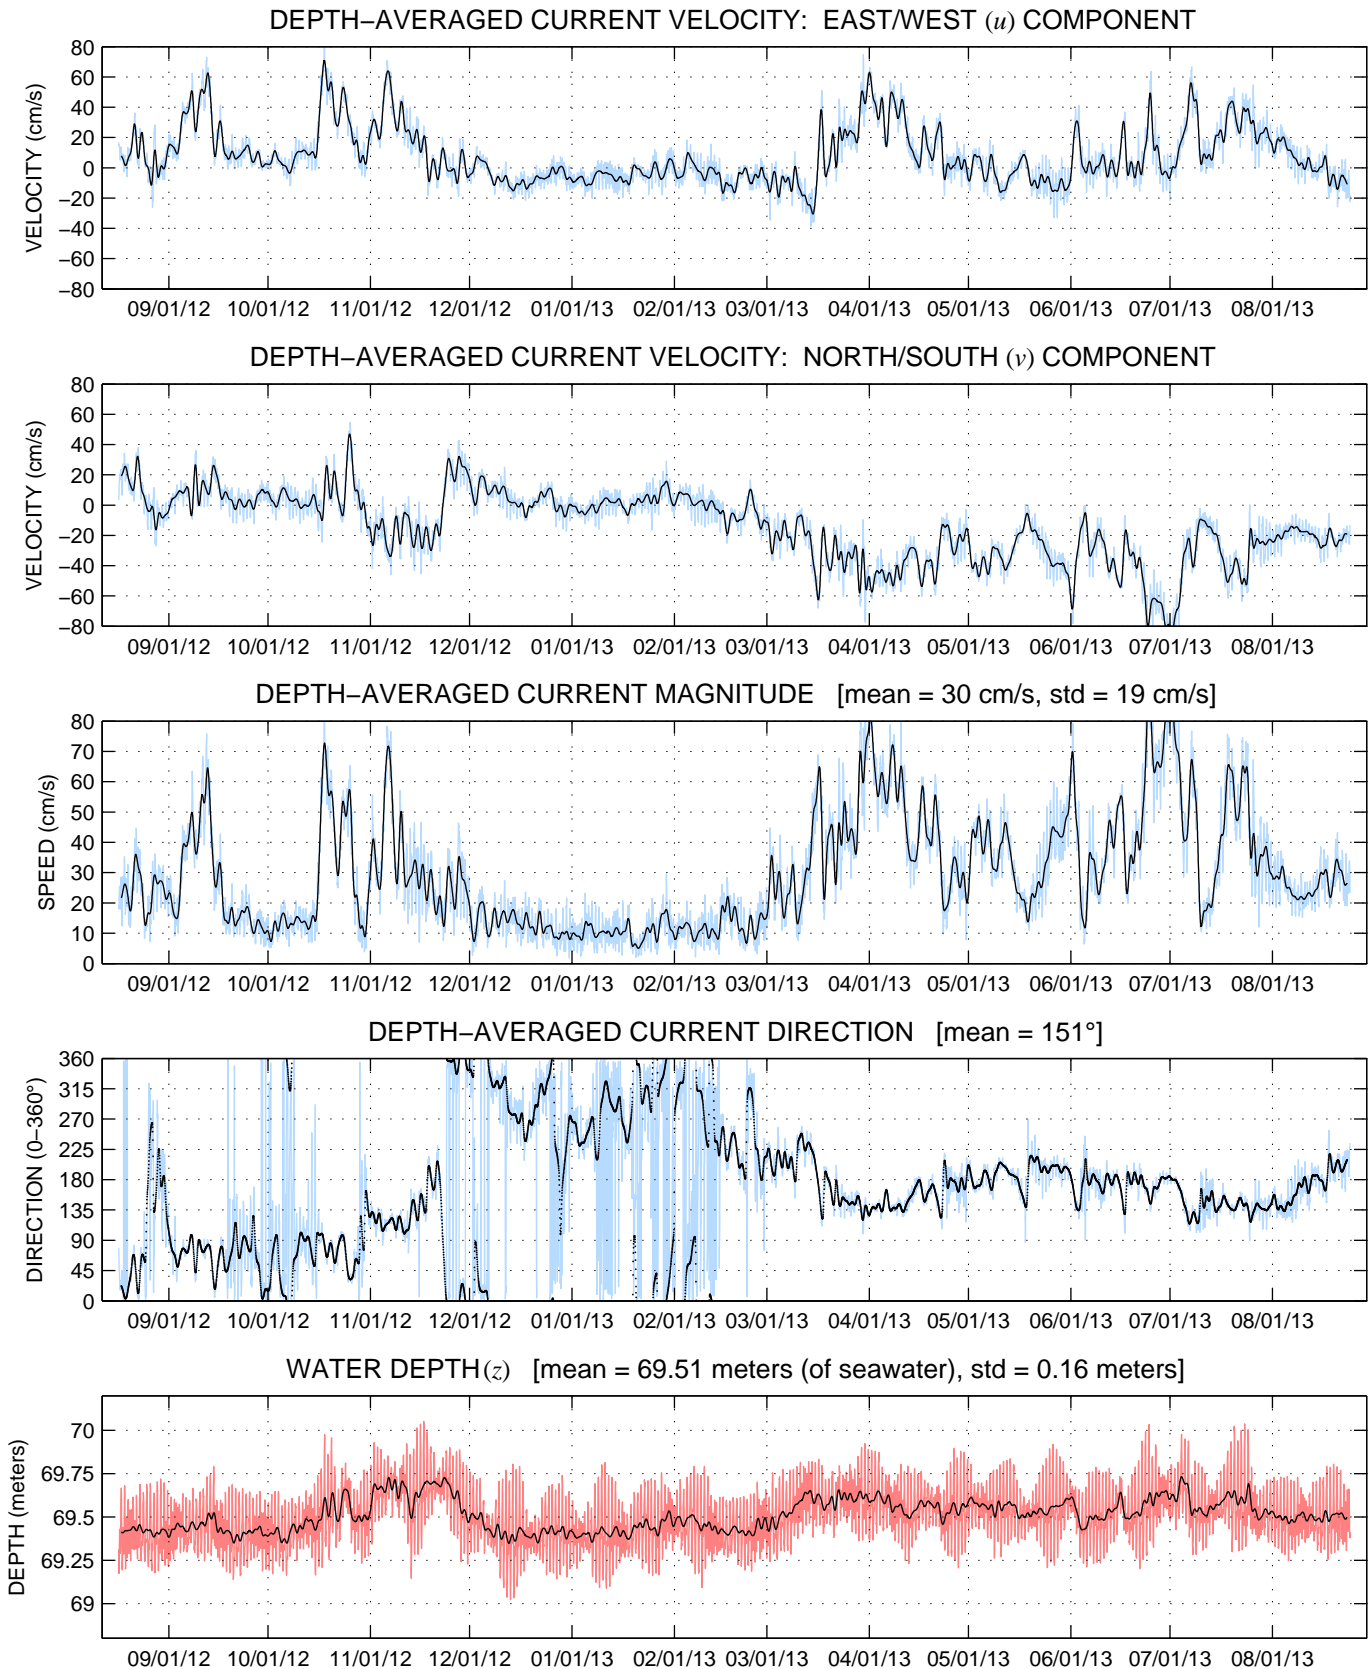 DEPTH−AVERAGED CURRENT VELOCITY: EAST/WEST (u) COMPONENT
80
60
40
20
0
−20
−40
−60
−80
VELOCITY (cm/s)
09/01/12 10/01/12 11/01/12 12/01/12 01/01/13 02/01/13 03/01/13 04/01/13 05/01/13 06/01/13 07/01/13 08/01/13
DEPTH−AVERAGED CURRENT VELOCITY: NORTH/SOUTH (v) COMPONENT
80
60
40
20
0
−20
−40
−60
−80
VELOCITY (cm/s)
09/01/12 10/01/12 11/01/12 12/01/12 01/01/13 02/01/13 03/01/13 04/01/13 05/01/13 06/01/13 07/01/13 08/01/13
DEPTH−AVERAGED CURRENT MAGNITUDE [mean = 30 cm/s, std = 19 cm/s]
80
70
60
50
40
30
20
10
0
SPEED (cm/s)
09/01/12 10/01/12 11/01/12 12/01/12 01/01/13 02/01/13 03/01/13 04/01/13 05/01/13 06/01/13 07/01/13 08/01/13
DEPTH−AVERAGED CURRENT DIRECTION [mean = 151°]
360
315
270
225
180
135
90
45
0
DIRECTION (0−360°)
09/01/12 10/01/12 11/01/12 12/01/12 01/01/13 02/01/13 03/01/13 04/01/13 05/01/13 06/01/13 07/01/13 08/01/13
WATER DEPTH (z) [mean = 69.51 meters (of seawater), std = 0.16 meters]
70
69.75
69.5
69.25
69
DEPTH (meters)
09/01/12 10/01/12 11/01/12 12/01/12 01/01/13 02/01/13 03/01/13 04/01/13 05/01/13 06/01/13 07/01/13 08/01/13